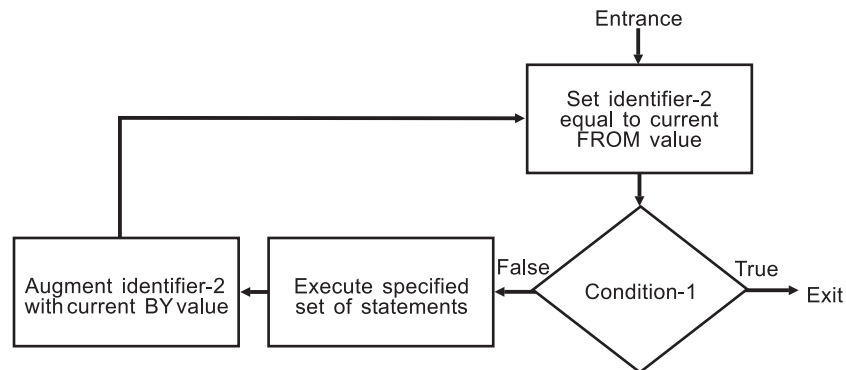 Entrance
Set identifier-2
equal to current
FROM value
False
True
Augment identifier-2
with current BY value
Execute specified
set of statements
Condition-1
Exit